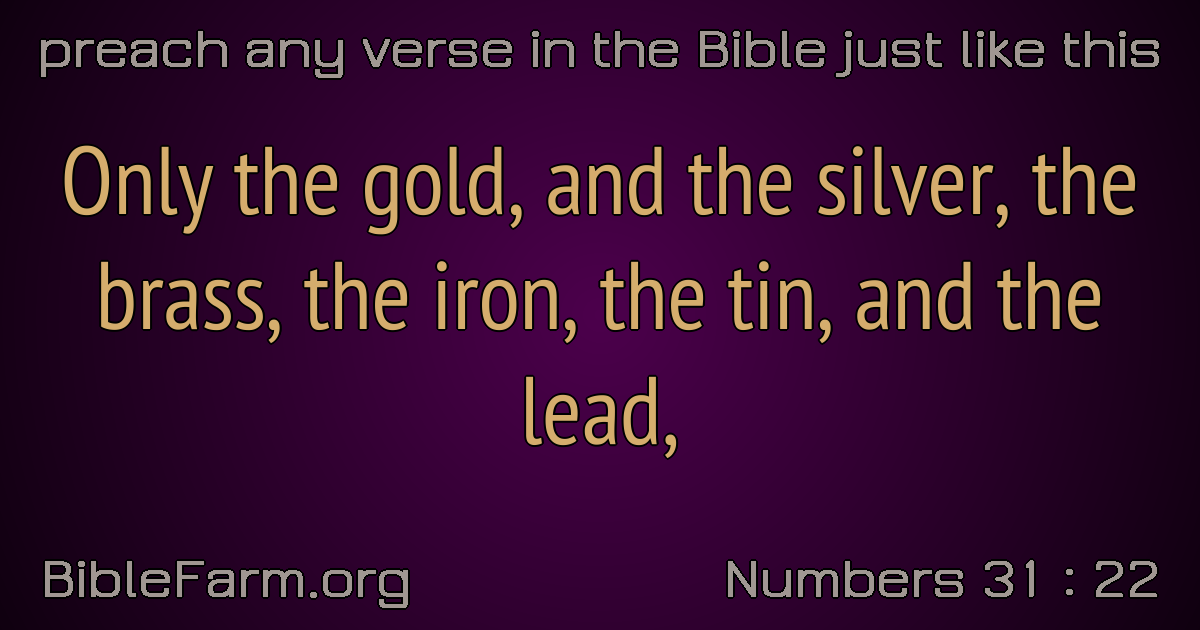 preach any verse in the Bible just like this
Only the gold, and the silver, the
brass, the iron, the tin, and the
lead,
BibleFarm.org
Numbers 31 : 22